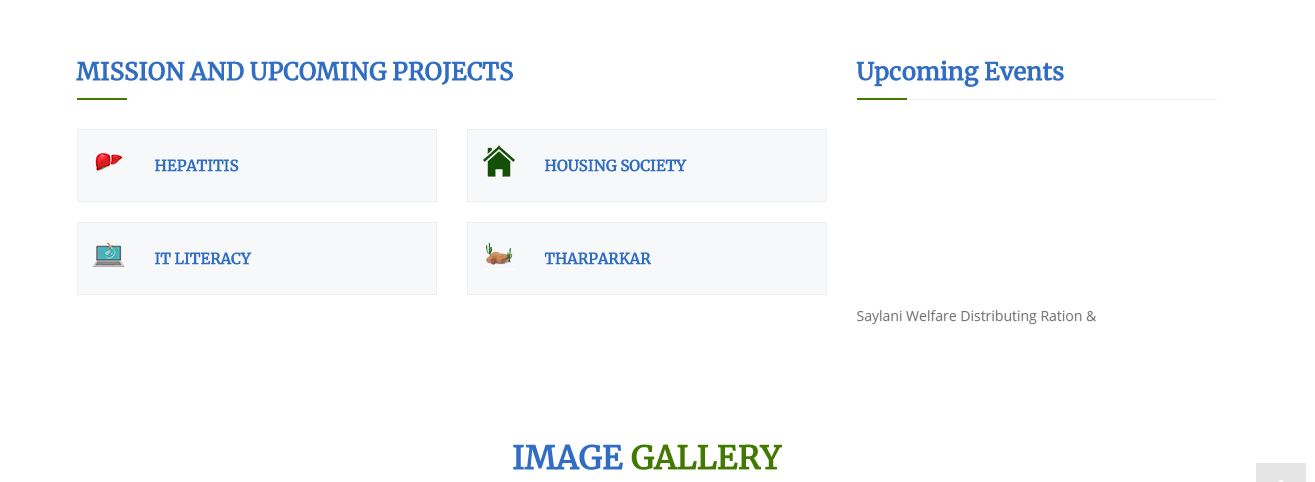 MISSION AND UPCOMING PROJECTS
HEPATITIS
HOUSING SOCIETY
IT LITERACY
THARPARKAR
Upcoming Events
Saylani Welfare Distributing Ration &
IMAGE GALLERY